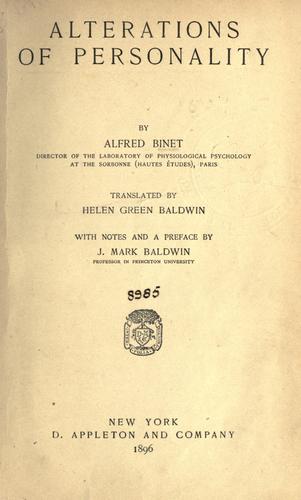 ALTERATIONS
OF PERSONALITY
BY
ALFRED BINET
DIRECTOR OF THE LABORATORY OF PHYSIOLOGICAL PSYCHOLOGY
AT THE SORBONNE (HAUTES ÉTUDES), PARIS
TRANSLATED BY
HELEN GREEN BALDWIN
WITH NOTES AND A PREFACE BY
J. MARK BALDWIN
PROFESSOR IN PRINCETON UNIVERSITY
8985
NEW YORK
D. APPLETON AND COMPANY
1896